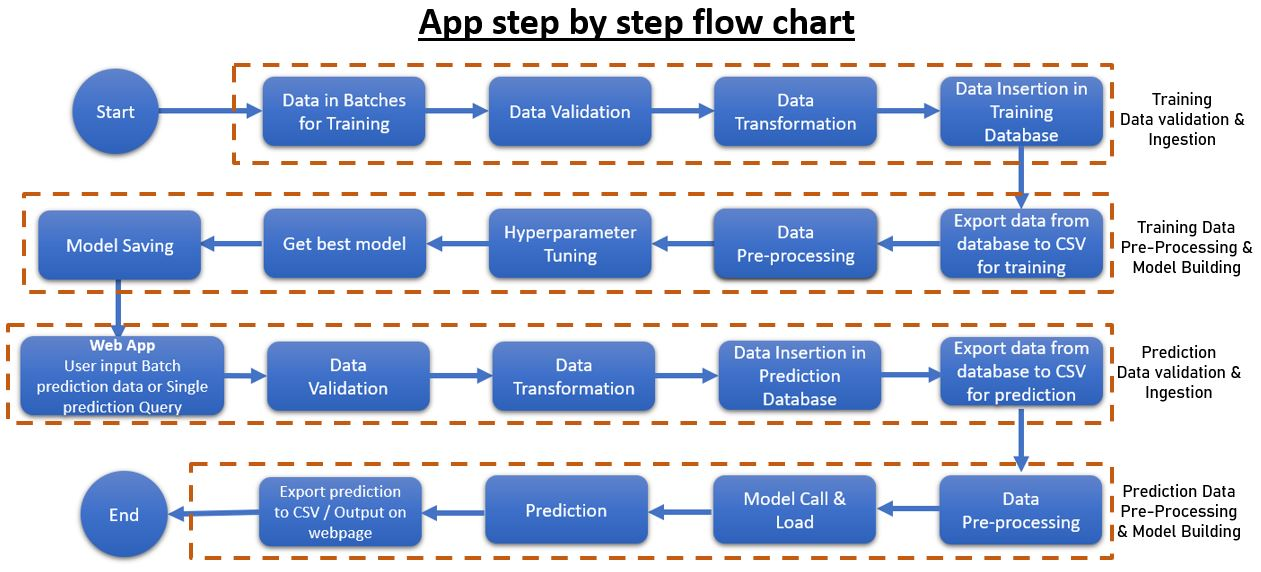 App step by step flow chart
Start
Data in Batches
for Training
Data Validation
Data
Transformation
Data Insertion in
Training
Database
Training
Data validation &
Ingestion
Export data from
database to CSV
for training
Data
Pre-processing
Hyperparameter
Tuning
Get best model
Model Saving
Training Data
Pre-Processing &
Model Building
Web App
User input Batch
prediction data or Single
prediction Query
Data
Validation
Data
Transformation
Data Insertion in
Prediction
Database
Export data from
database to CSV
for prediction
Prediction
Data validation &
Ingestion
Data
Pre-processing
Model Call &
Load
Prediction
Export prediction
to CSV / Output on
webpage
End
Prediction Data
Pre-Processing
& Model Building